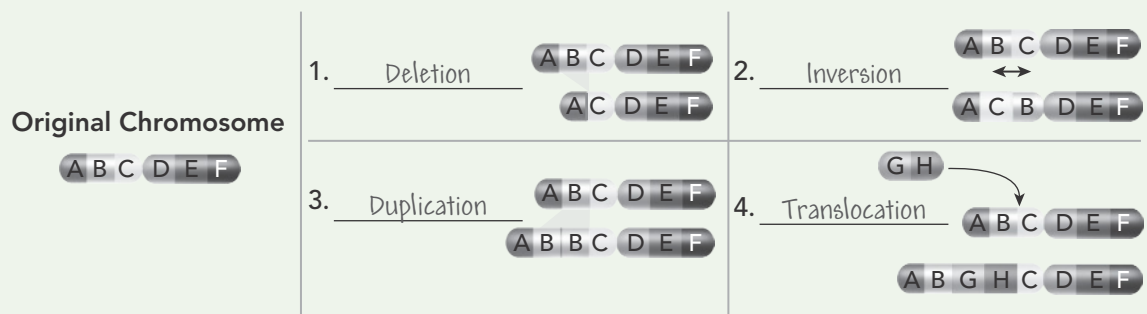 Original Chromosome
A B C D E F
1. Deletion
A B C D E F
A C D E F
2. Inversion
A B C D E F
A C B D E F
3. Duplication
A B C D E F
A B B C D E F
4. Translocation
G H
A B C D E F
A B G H C D E F